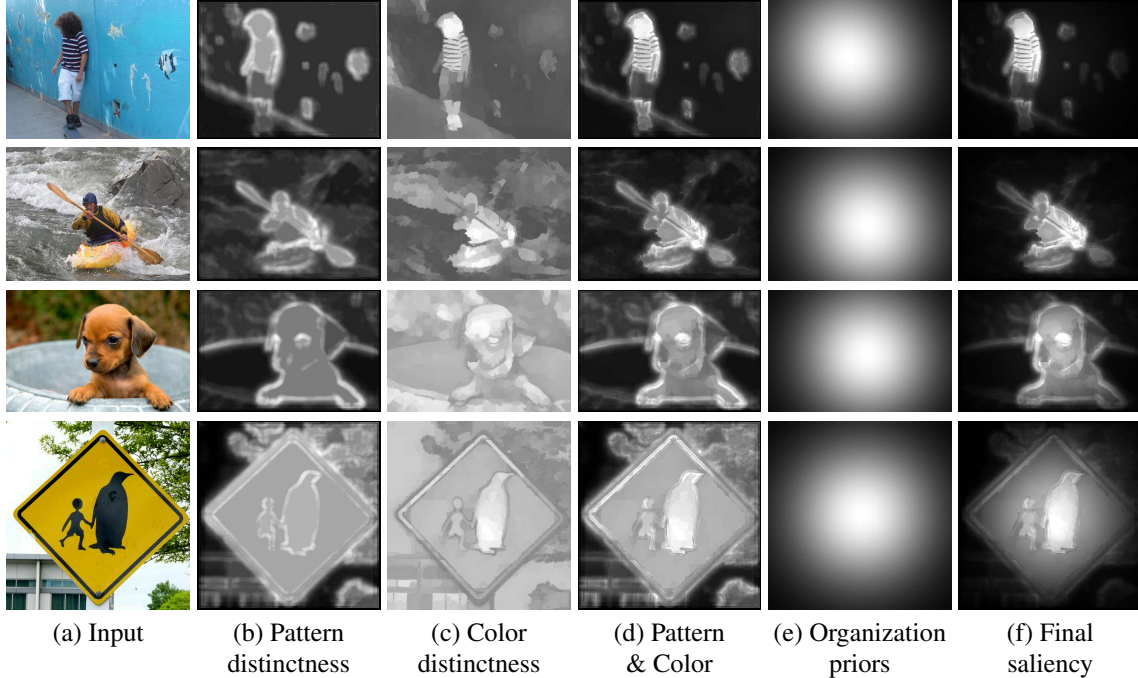 (a) Input
(b) Pattern
distinctness
(c) Color
distinctness
(d) Pattern
& Color
(e) Organization
priors
(f) Final
saliency